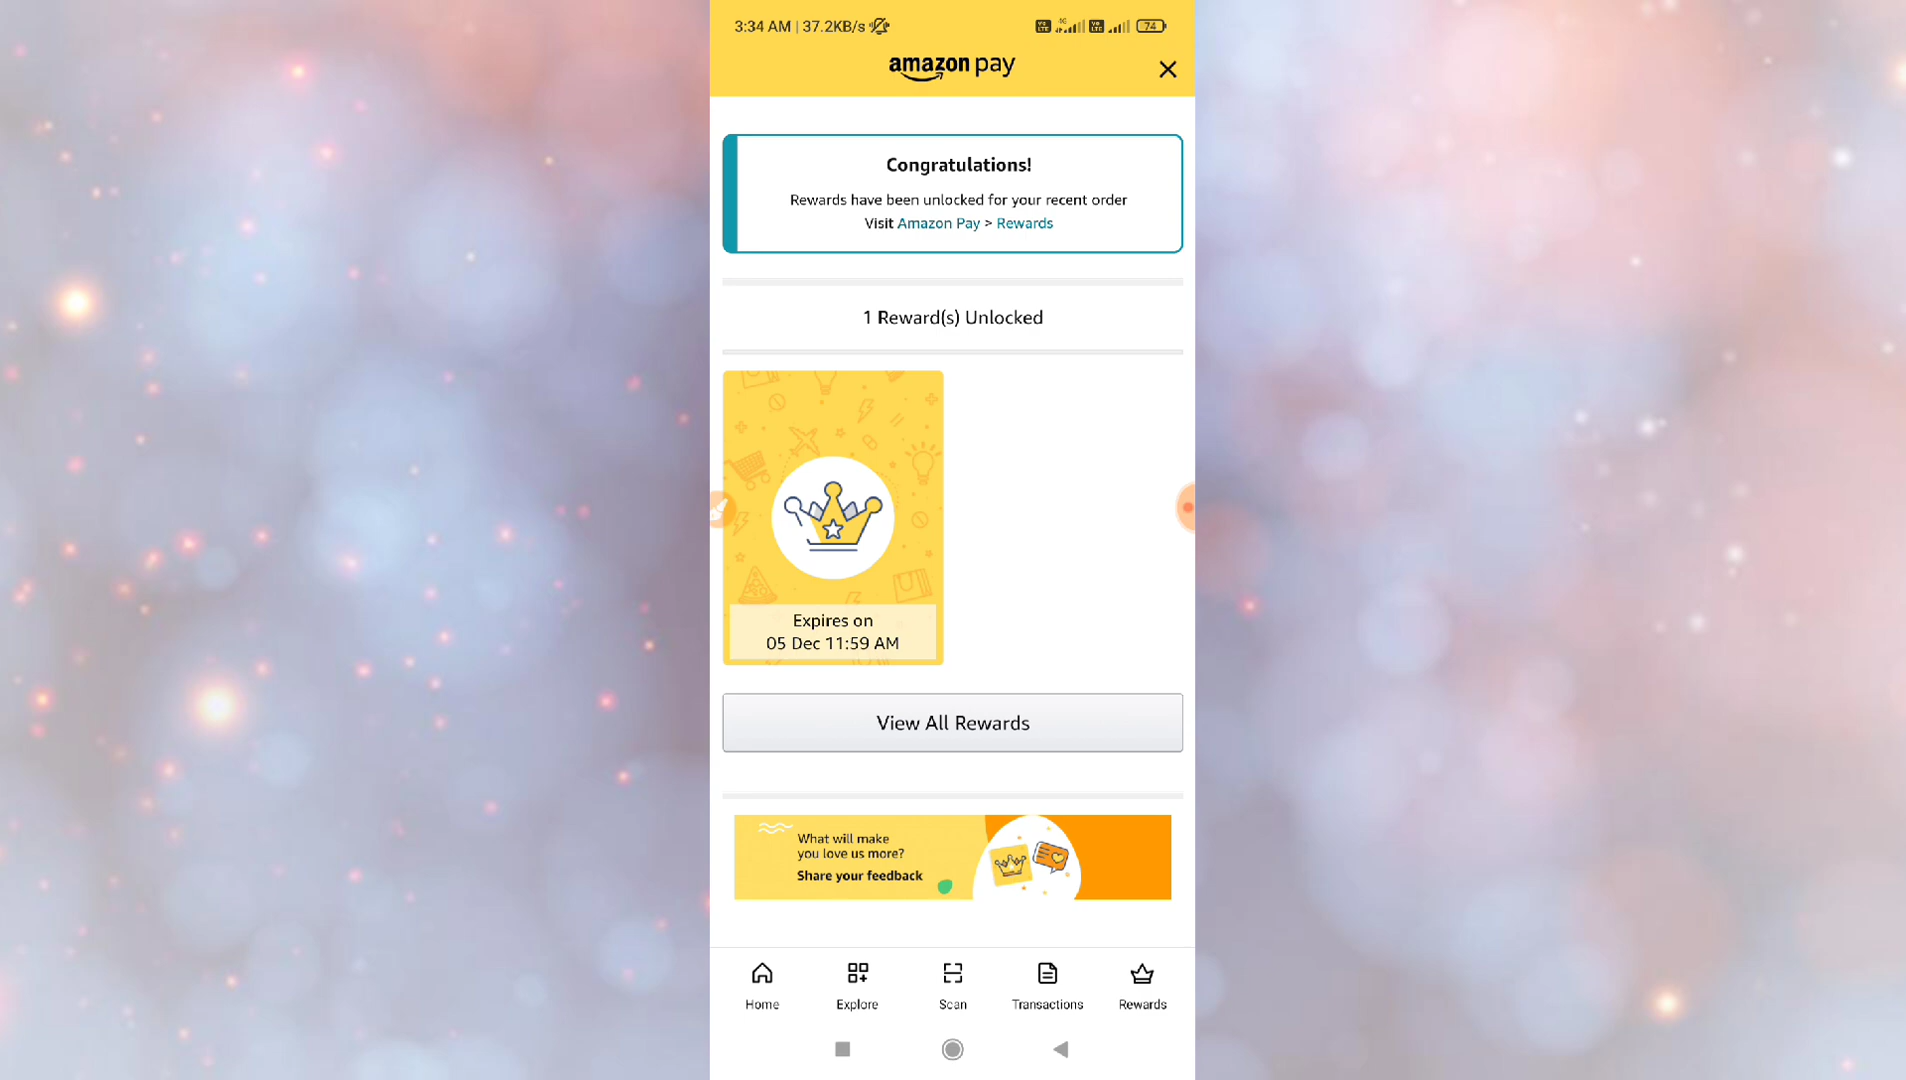 3:34 AM | 37.2KB/s
74
amazon pay
Congratulations!
Rewards have been unlocked for your recent order
Visit Amazon Pay > Rewards
1 Reward(s) Unlocked
Expires on
05 Dec 11:59 AM
View All Rewards
What will make
you love us more?
Share your feedback
Home
Explore
Scan
Transactions
Rewards